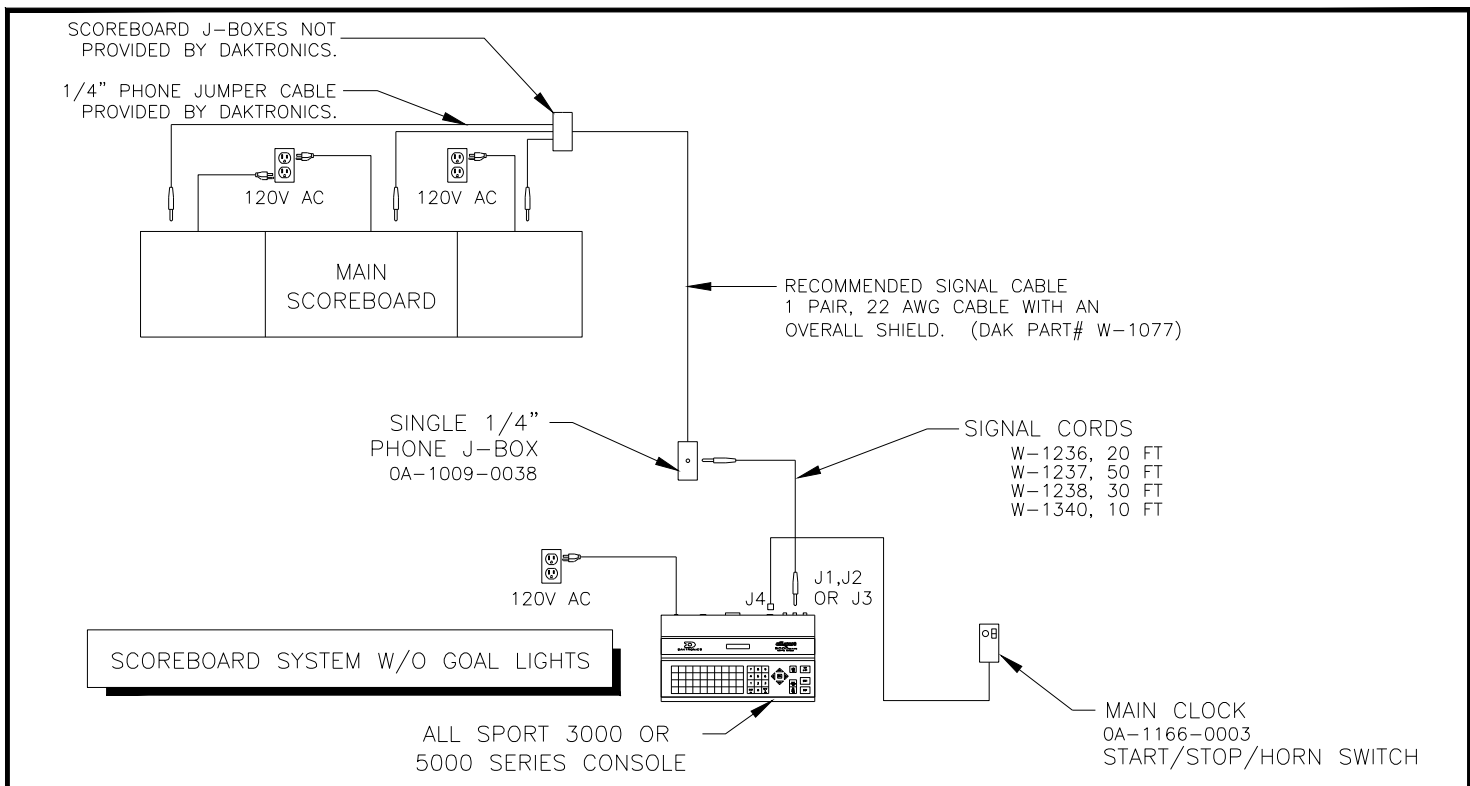 SCOREBOARD J-BOXES NOT
PROVIDED BY DAKTRONICS.
1/4" PHONE JUMPER CABLE
PROVIDED BY DAKTRONICS.
120V AC
120V AC
MAIN
SCOREBOARD
RECOMMENDED SIGNAL CABLE
1 PAIR, 22 AWG CABLE WITH AN
OVERALL SHIELD. (DAK PART# W-1077)
SINGLE 1/4"
PHONE J-BOX
0A-1009-0038
SIGNAL CORDS
W-1236, 20 FT
W-1237, 50 FT
W-1238, 30 FT
W-1340, 10 FT
120V AC
J4
J1,J2
OR J3
DAKTRONICS
SCOREBOARD SYSTEM W/O GOAL LIGHTS
ALL SPORT 3000 OR
5000 SERIES CONSOLE
MAIN CLOCK
0A-1166-0003
START/STOP/HORN SWITCH